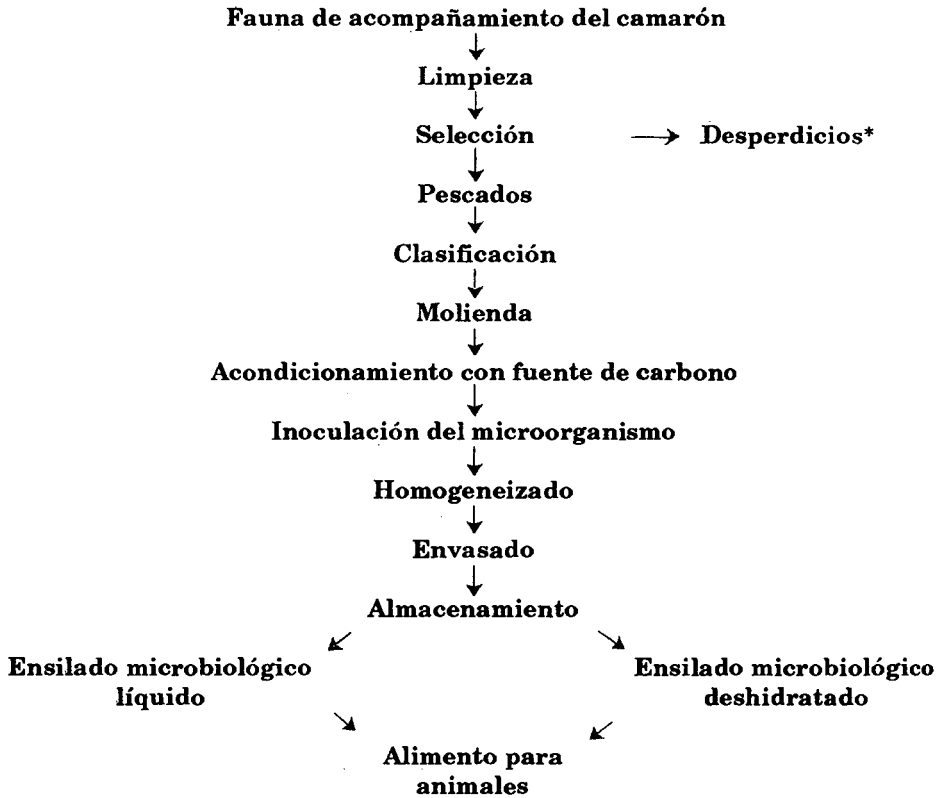 Fauna de acompañamiento del camarón
Limpieza
Selección → Desperdicios*
Pescados
Clasificación
Molienda
Acondicionamiento con fuente de carbono
Inoculación del microorganismo
Homogeneizado
Envasado
Almacenamiento
Ensilado microbiológico
líquido
Ensilado microbiológico
deshidratado
Alimento para
animales